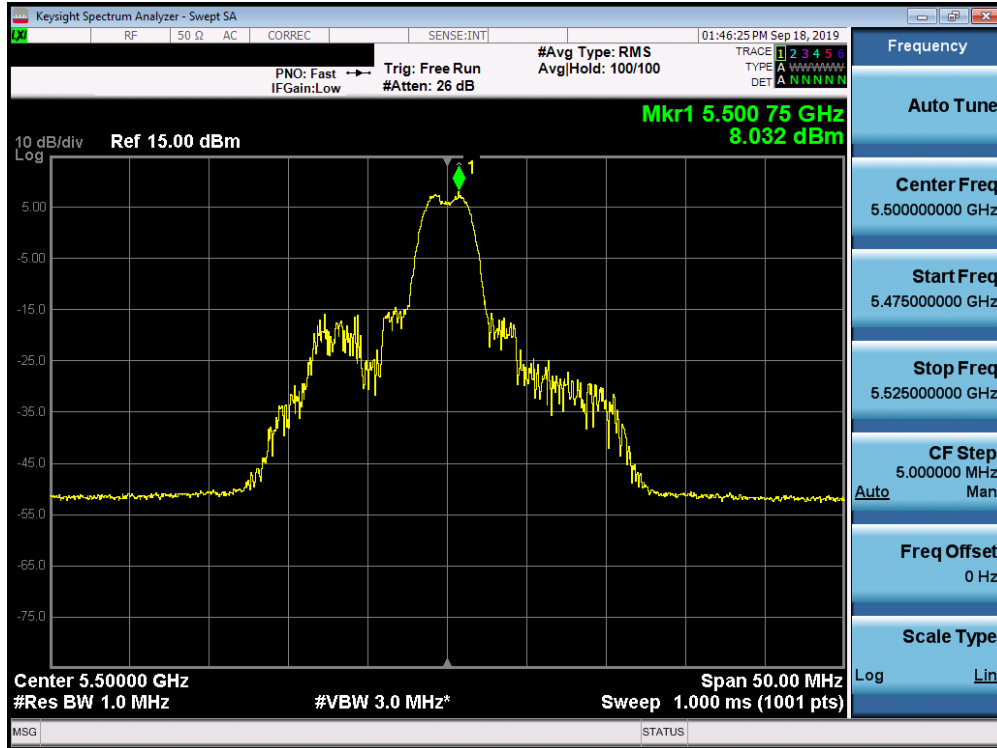 Keysight Spectrum Analyzer - Swept SA
LXI RF 50 Ω AC CORREC SENSE:INT 01:46:25 PM Sep 18, 2019
PNO: Fast
IFGain:Low
Trig: Free Run
#Atten: 26 dB
#Avg Type: RMS
Avg|Hold: 100/100
TRACE 1 2 3 4 5 6
TYPE A WWWWW
DET A N N N N N
Mkr1 5.500 75 GHz
8.032 dBm
10 dB/div Ref 15.00 dBm
Log
1
5.00
-5.00
-15.0
-25.0
-35.0
-45.0
-55.0
-65.0
-75.0
Center 5.50000 GHz Span 50.00 MHz
#Res BW 1.0 MHz #VBW 3.0 MHz* Sweep 1.000 ms (1001 pts)
MSG STATUS
Frequency
Auto Tune
Center Freq
5.500000000 GHz
Start Freq
5.475000000 GHz
Stop Freq
5.525000000 GHz
CF Step
5.000000 MHz
Auto Man
Freq Offset
0 Hz
Scale Type
Log Lin